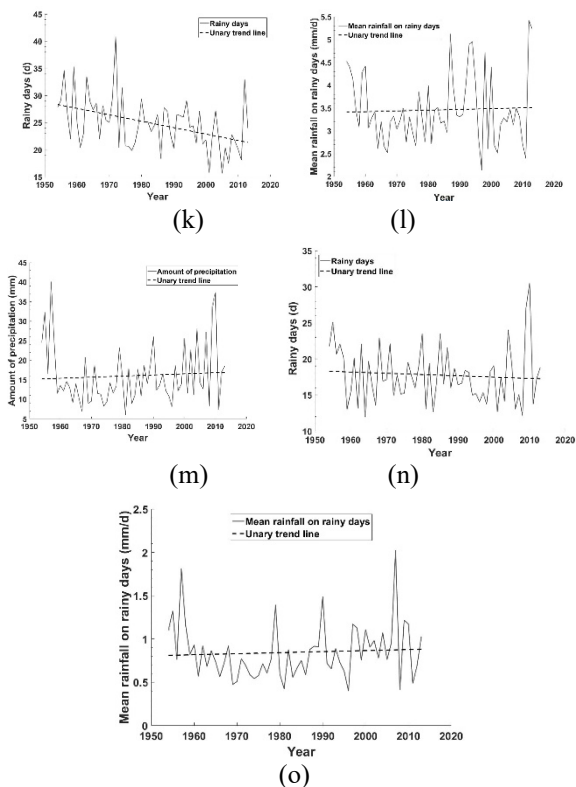 45
40
35
30
25
20
15
Rainy days (d)
Rainy days
Unary trend line
1950 1960 1970 1980 1990 2000 2010 2020
Year
(k)
5.5
5
4.5
4
3.5
3
2.5
2
Mean rainfall on rainy days (mm/d)
Mean rainfall on rainy days
Unary trend line
1950 1960 1970 1980 1990 2000 2010 2020
Year
(l)
45
40
35
30
25
20
15
10
5
Amount of precipitation (mm)
Amount of precipitation
Unary trend line
1950 1960 1970 1980 1990 2000 2010 2020
Year
(m)
35
30
25
20
15
10
Rainy days (d)
Rainy days
Unary trend line
1950 1960 1970 1980 1990 2000 2010 2020
Year
(n)
2.5
2
1.5
1
0.5
0
Mean rainfall on rainy days (mm/d)
Mean rainfall on rainy days
Unary trend line
1950 1960 1970 1980 1990 2000 2010 2020
Year
(o)